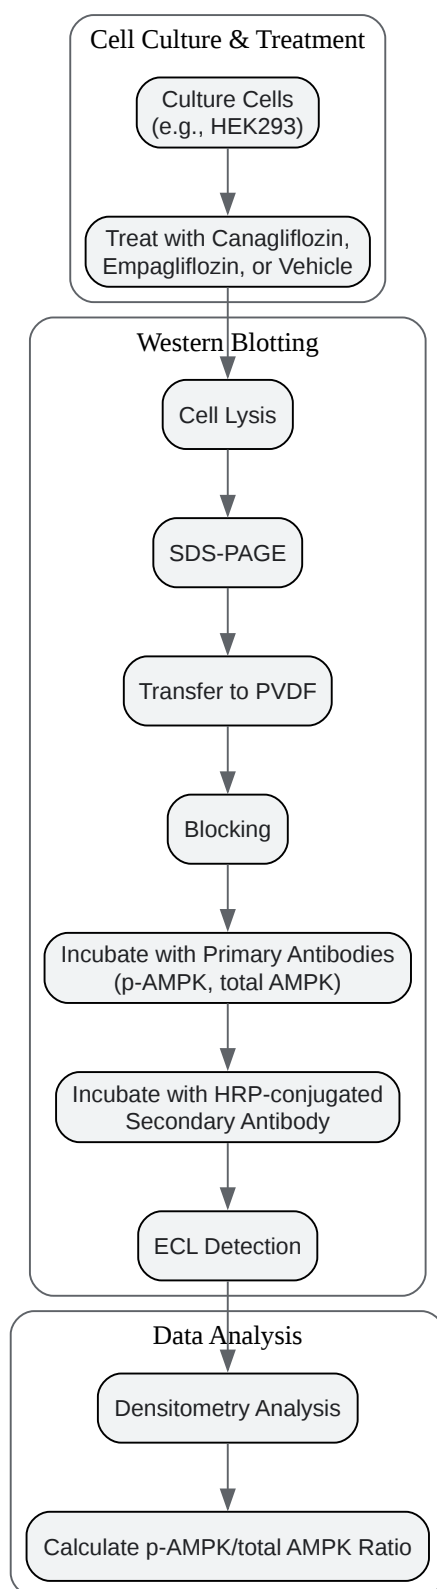 Cell Culture & Treatment
Culture Cells
(e.g., HEK293)
Treat with Canagliflozin,
Empagliflozin, or Vehicle
Western Blotting
Cell Lysis
SDS-PAGE
Transfer to PVDF
Blocking
Incubate with Primary Antibodies
(p-AMPK, total AMPK)
Incubate with HRP-conjugated
Secondary Antibody
ECL Detection
Data Analysis
Densitometry Analysis
Calculate p-AMPK/total AMPK Ratio